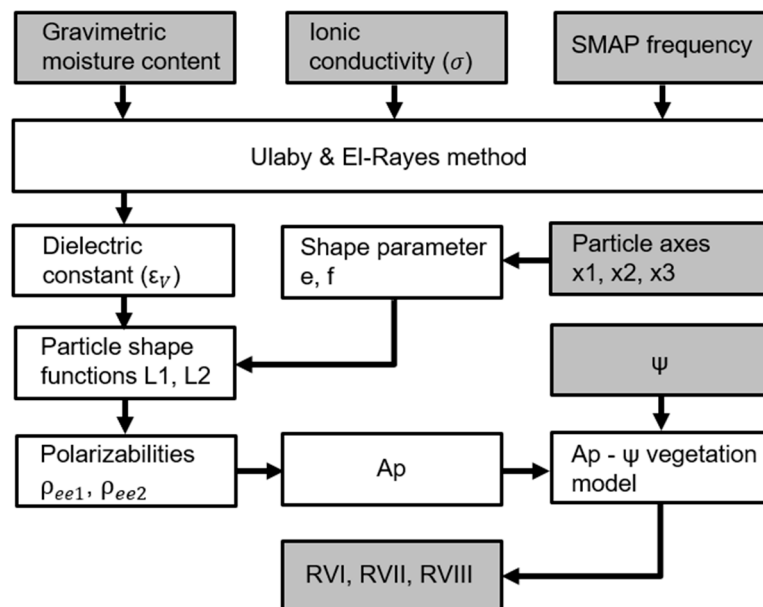 Gravimetric
moisture content
Ionic
conductivity (σ)
SMAP frequency
Ulaby & El-Rayes method
Dielectric
constant (ε_V)
Shape parameter
e, f
Particle axes
x1, x2, x3
Particle shape
functions L1, L2
ψ
Polarizabilities
ρ_ee1, ρ_ee2
Ap
Ap - ψ vegetation
model
RVI, RVII, RVIII